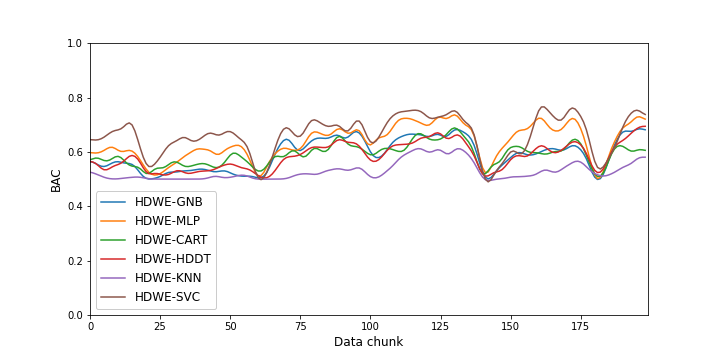 1.0
0.8
0.6
0.4
0.2
0.0
BAC
HDWE-GNB
HDWE-MLP
HDWE-CART
HDWE-HDDT
HDWE-KNN
HDWE-SVC
0 25 50 75 100 125 150 175
Data chunk